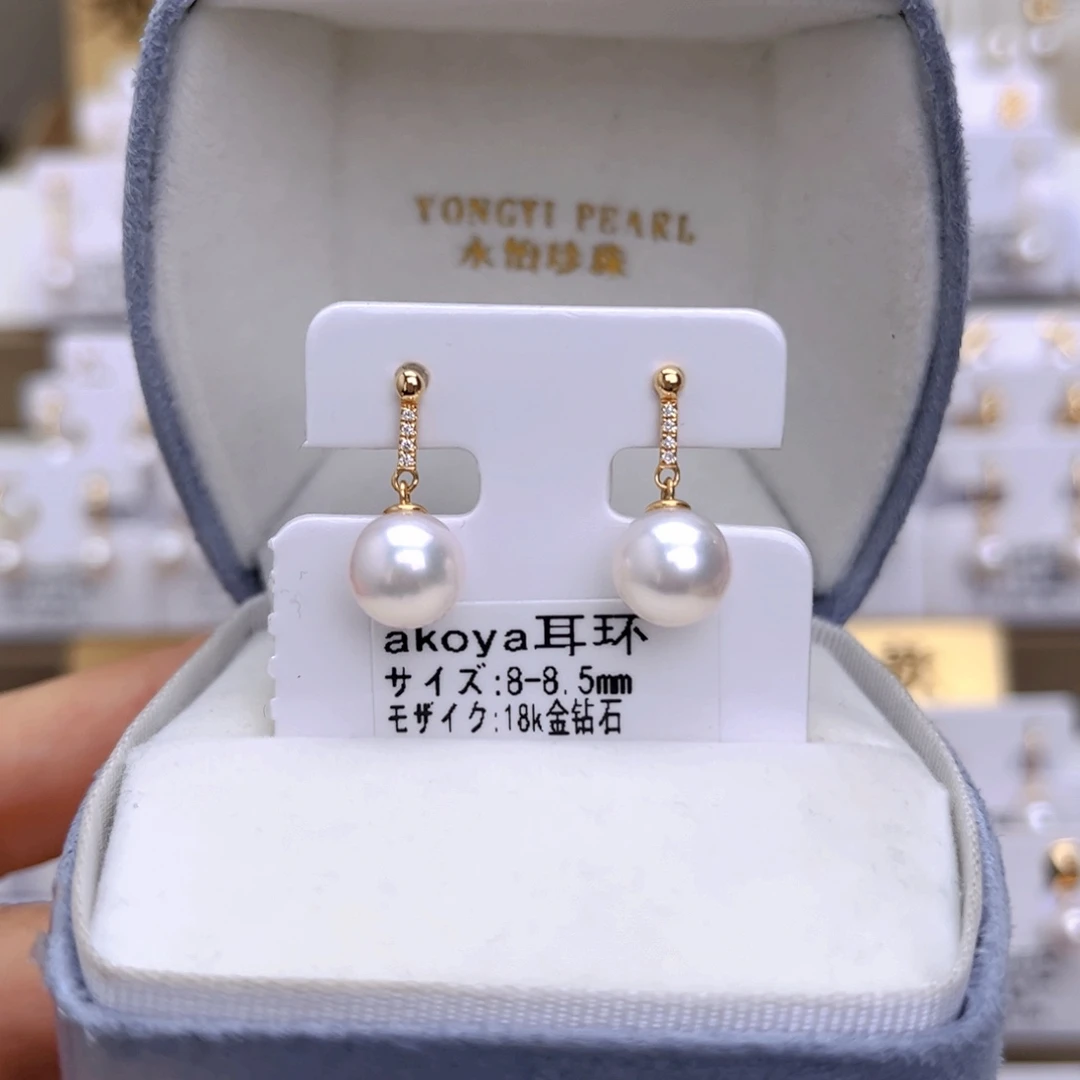 YONGYI PEARL
永怡珍珠
akoya耳环
サイズ:8-8.5mm
モザイク:18k金钻石